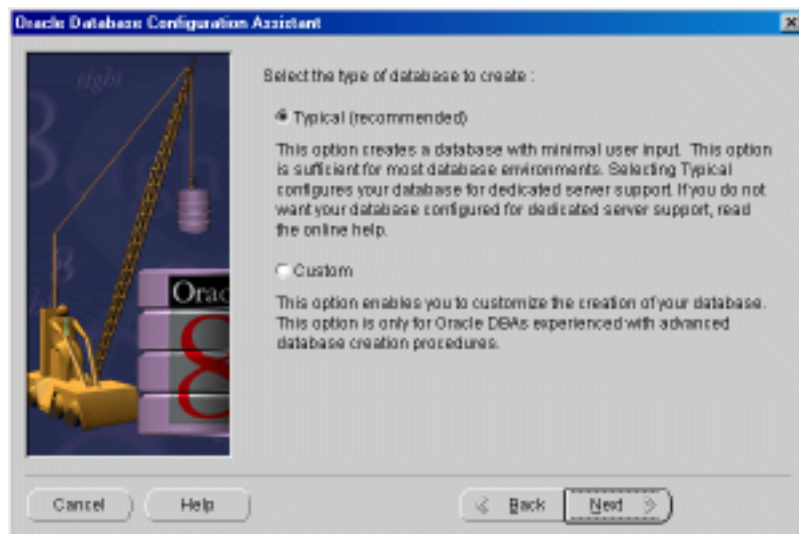 Oracle Database Configuration Assistant
eight
8
Select the type of database to create :
Typical (recommended)
This option creates a database with minimal user input. This option
is sufficient for most database environments. Selecting Typical
configures your database for dedicated server support. If you do not
want your database configured for dedicated server support, read
the online help.
8
Custom
Orac
This option enables you to customize the creation of your database.
This option is only for Oracle DBAs experienced with advanced
database creation procedures.
8
Cancel
Help
Back
Next